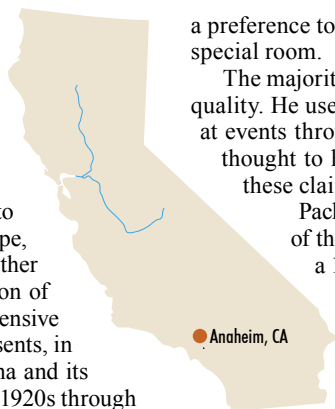 a preference to
special room.
The majorit
quality. He use
at events thro
thought to
these clai
Pack
of th
a
to
pe,
ther
on of
ensive
sents, in
na and its
1920s through
Anaheim, CA